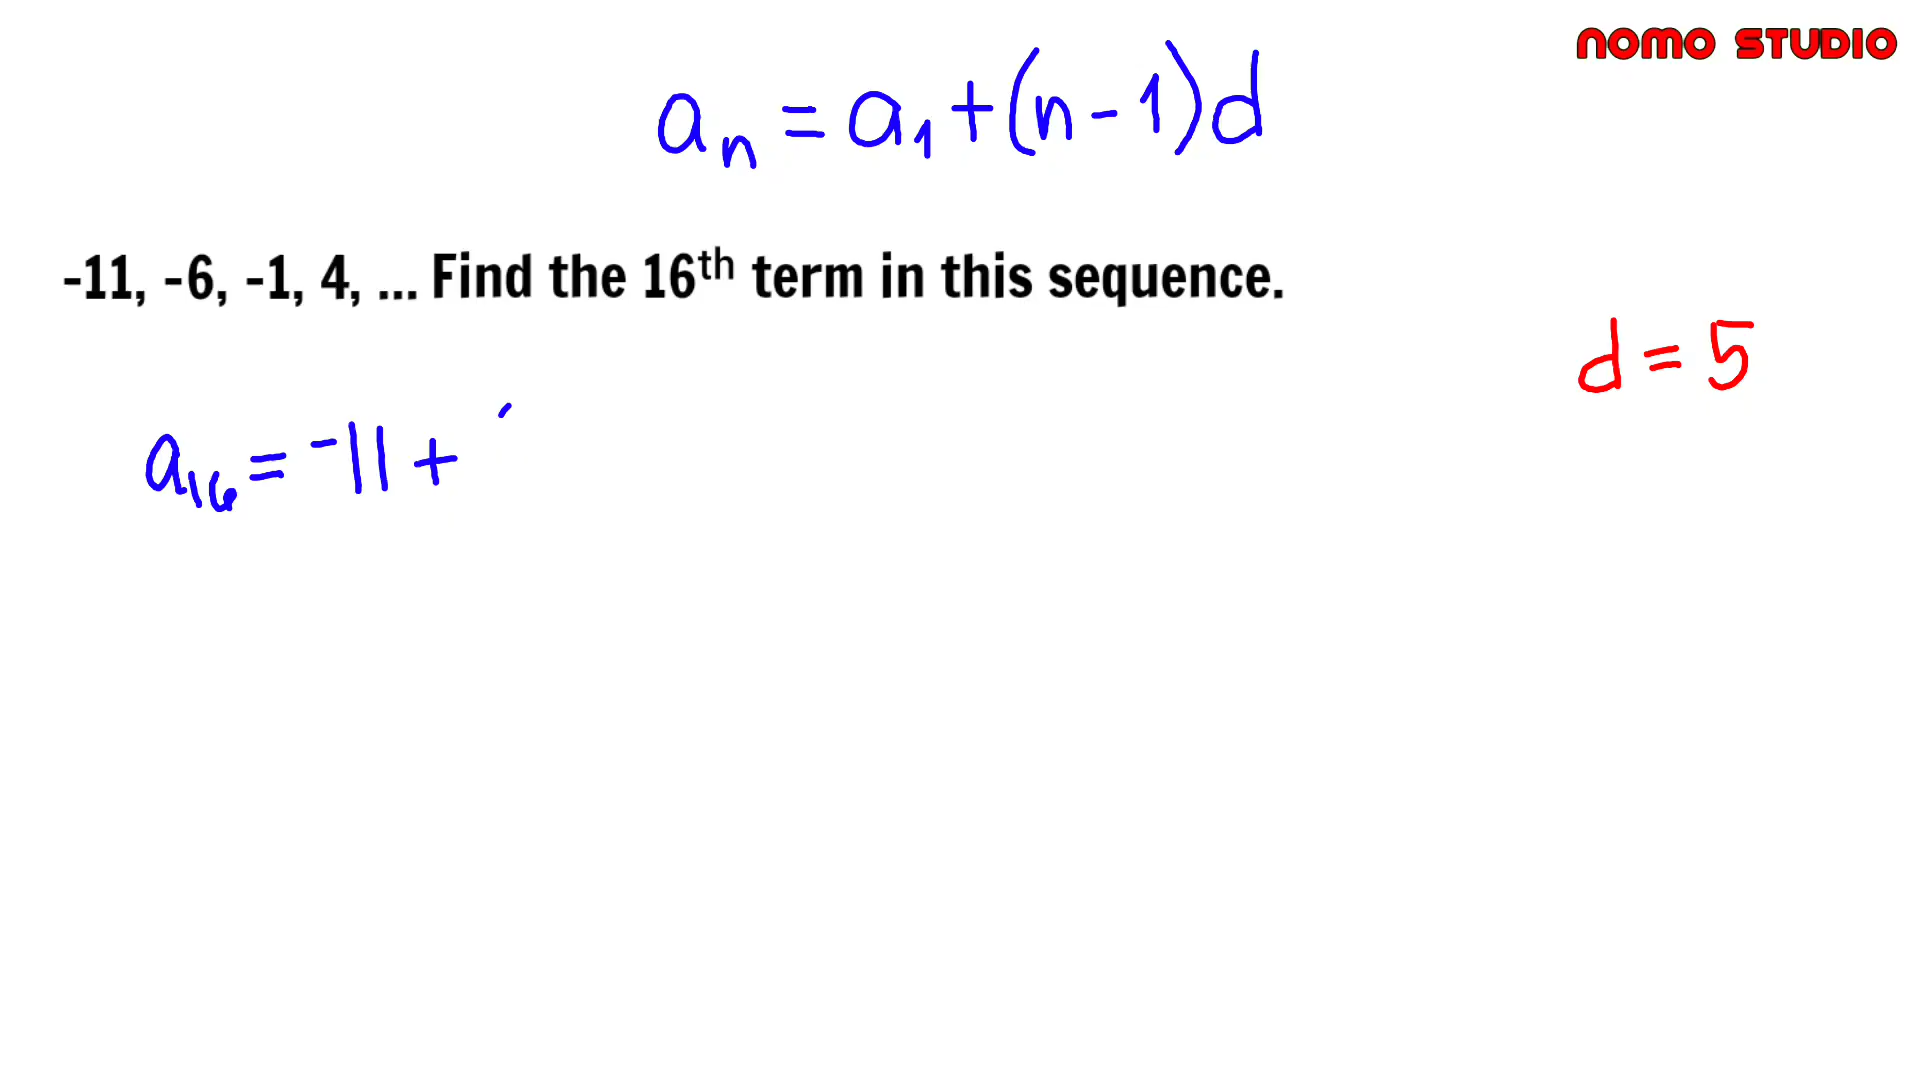 NOMO STUDIO
aₙ = a₁ + (n - 1)d
-11, -6, -1, 4, ... Find the 16ᵗʰ term in this sequence.
d = 5
a₁₆ = -11 +